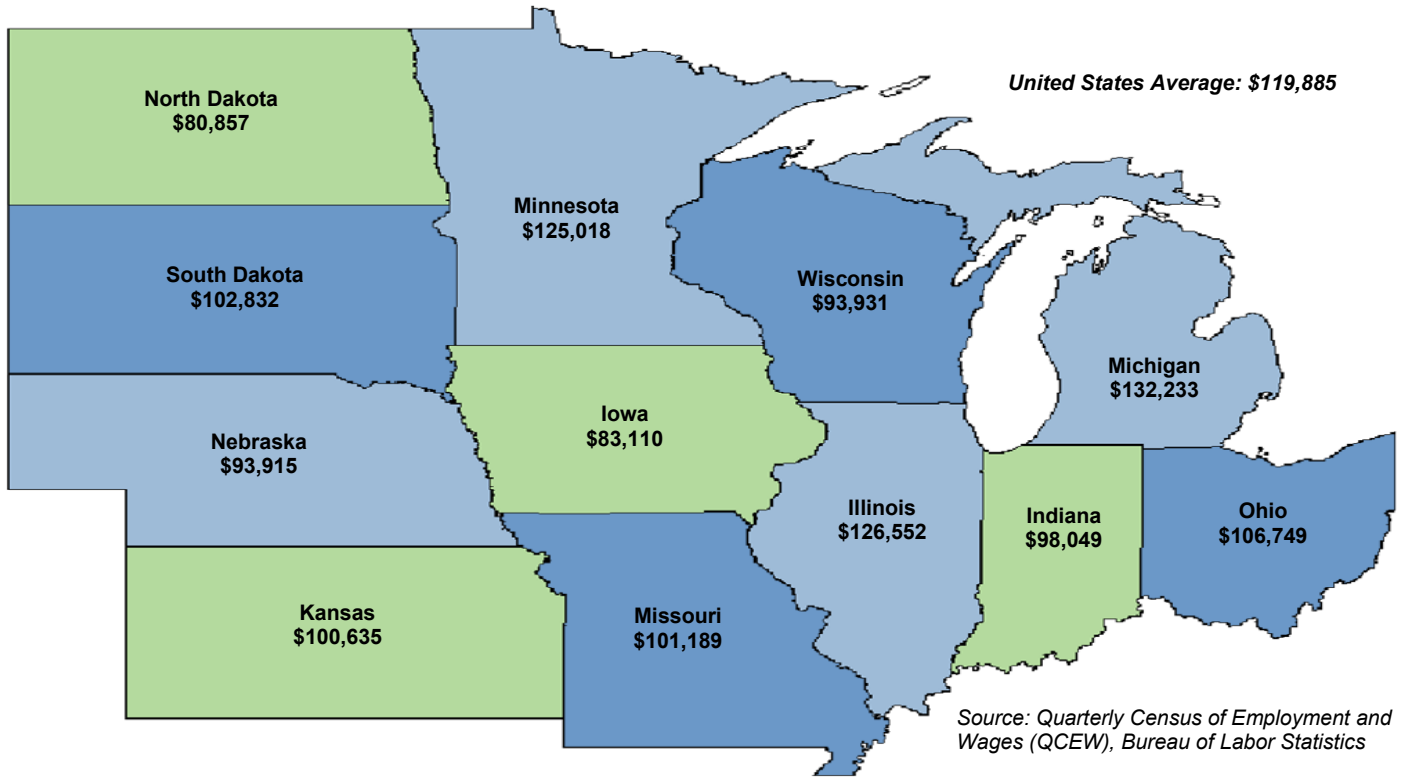 United States Average: $119,885
North Dakota
$80,857
Minnesota
$125,018
South Dakota
$102,832
Wisconsin
$93,931
Michigan
$132,233
Iowa
$83,110
Nebraska
$93,915
Illinois
$126,552
Indiana
$98,049
Ohio
$106,749
Kansas
$100,635
Missouri
$101,189
Source: Quarterly Census of Employment and
Wages (QCEW), Bureau of Labor Statistics